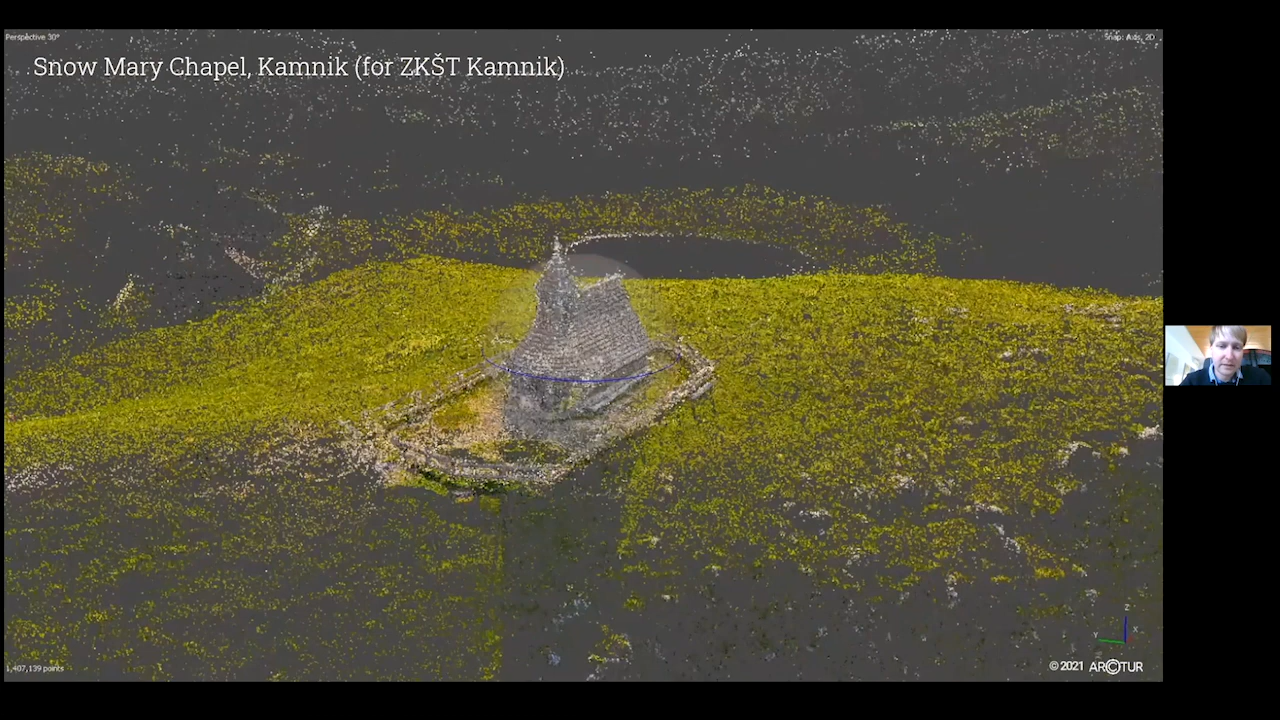 Perspective 30°
Snap: Axis, 2D
Snow Mary Chapel, Kamnik (for ZKŠT Kamnik)
1,407,139 points
Z
X
Y
© 2021 ARCTUR